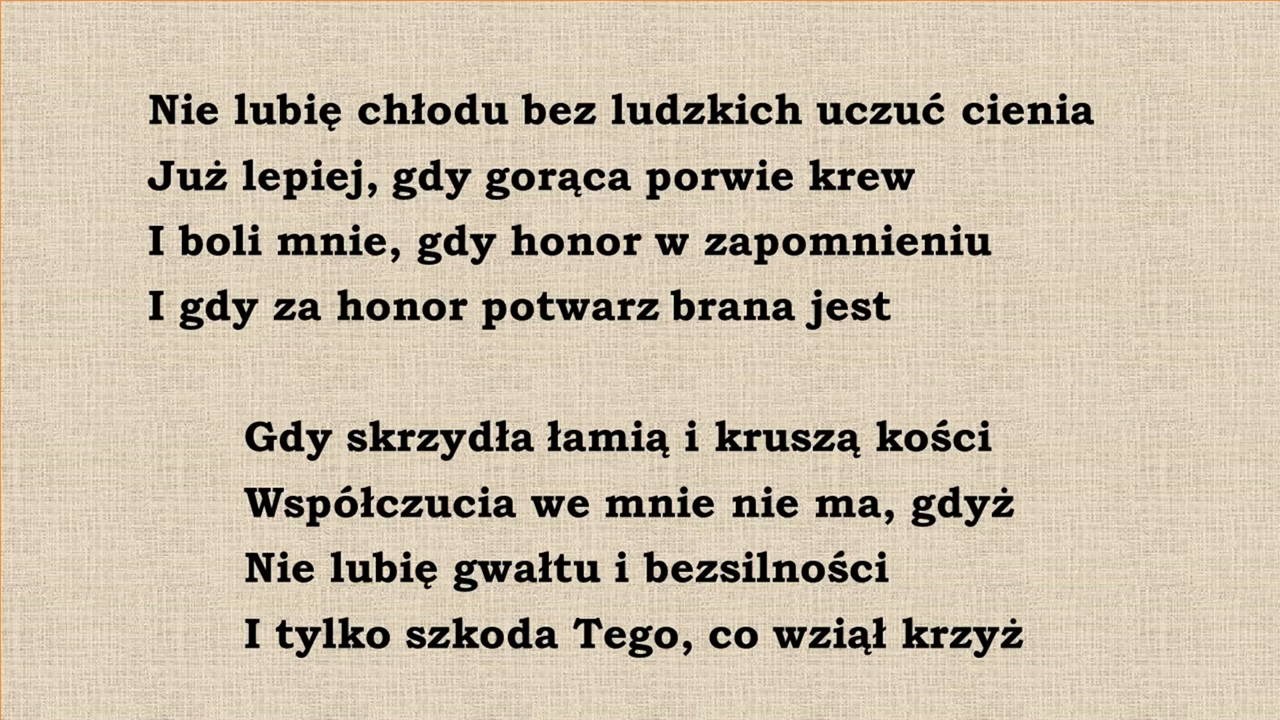 Nie lubię chłodu bez ludzkich uczuć cienia
Już lepiej, gdy gorąca porwie krew
I boli mnie, gdy honor w zapomnieniu
I gdy za honor potwarz brana jest
Gdy skrzydła łamią i kruszą kości
Współczucia we mnie nie ma, gdyż
Nie lubię gwałtu i bezsilności
I tylko szkoda Tego, co wziął krzyż